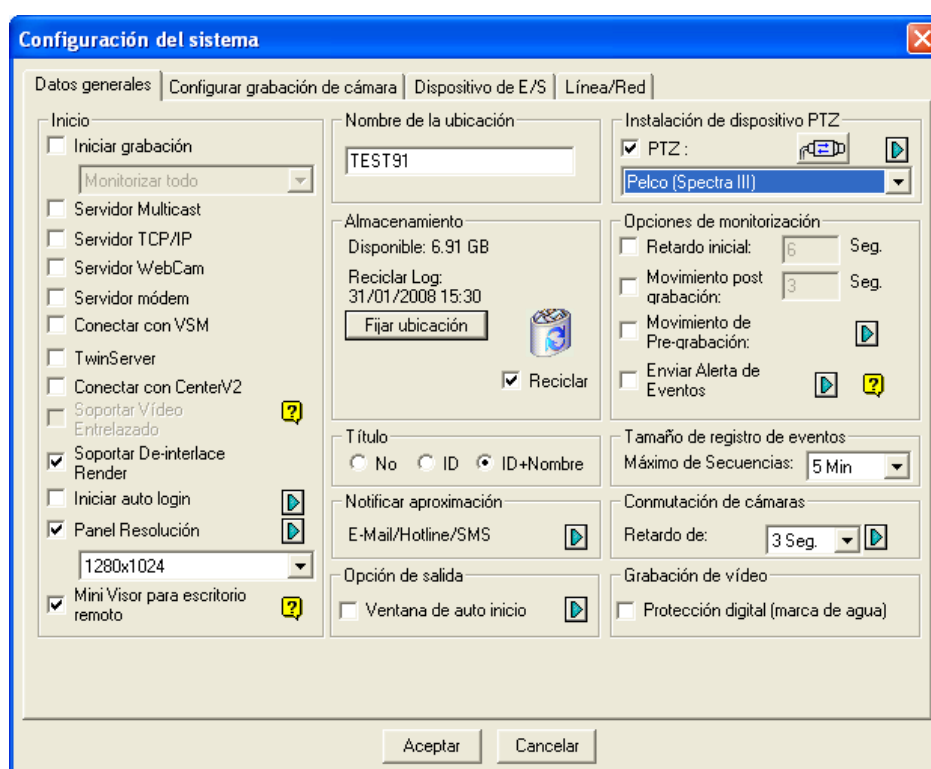 Configuración del sistema
Datos generales
Configurar grabación de cámara
Dispositivo de E/S
Línea/Red
Inicio
Iniciar grabación
Monitorizar todo
Servidor Multicast
Servidor TCP/IP
Servidor WebCam
Servidor módem
Conectar con VSM
TwinServer
Conectar con CenterV2
Soportar Vídeo
Entrelazado
?
Soportar De-interlace
Render
Iniciar auto login
Panel Resolución
1280x1024
Mini Visor para escritorio
remoto
?
Nombre de la ubicación
TEST91
Almacenamiento
Disponible: 6.91 GB
Reciclar Log:
31/01/2008 15:30
Fijar ubicación
Reciclar
Título
No
ID
ID+Nombre
Notificar aproximación
E-Mail/Hotline/SMS
Opción de salida
Ventana de auto inicio
Instalación de dispositivo PTZ
PTZ :
Pelco (Spectra III)
Opciones de monitorización
Retardo inicial:
6
Seg.
Movimiento post
grabación:
3
Seg.
Movimiento de
Pre-grabación:
Enviar Alerta de
Eventos
?
Tamaño de registro de eventos
Máximo de Secuencias:
5 Min
Conmutación de cámaras
Retardo de:
3 Seg.
Grabación de vídeo
Protección digital (marca de agua)
Aceptar
Cancelar